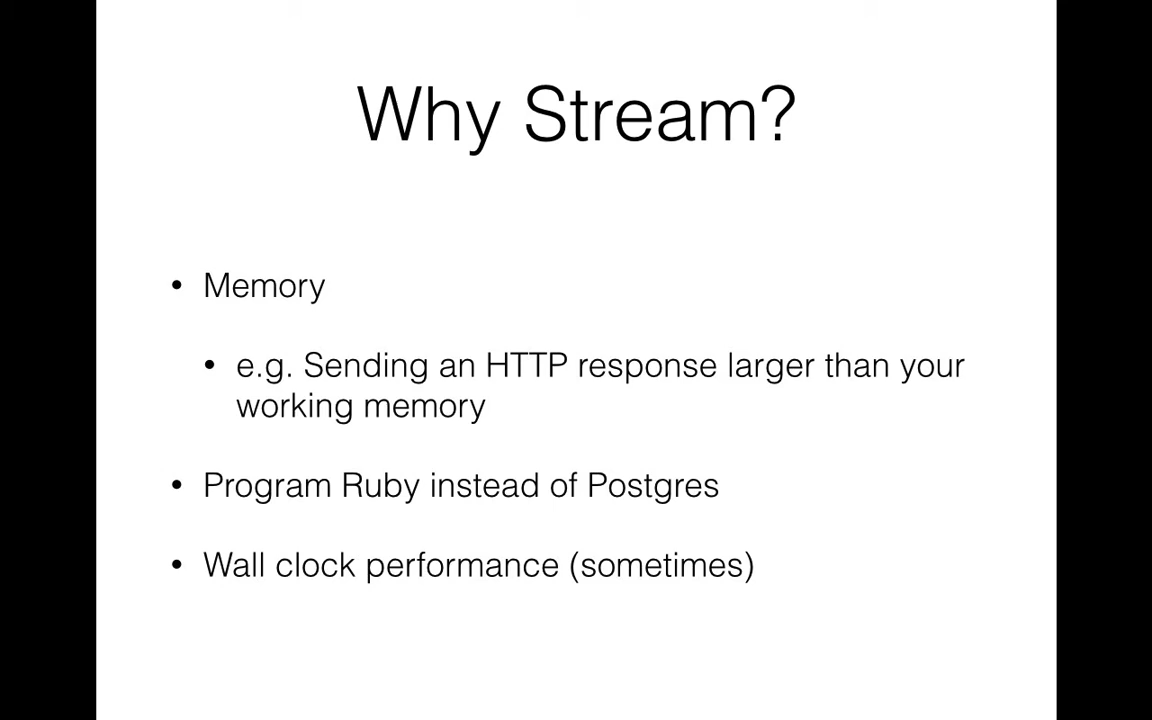 Why Stream?
• Memory
• e.g. Sending an HTTP response larger than your
working memory
• Program Ruby instead of Postgres
• Wall clock performance (sometimes)